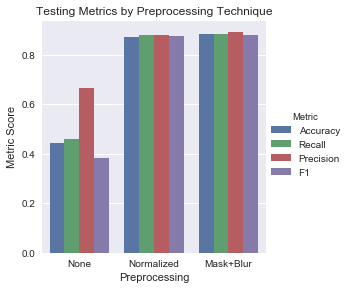 Testing Metrics by Preprocessing Technique
Metric Score
0.8
0.6
0.4
0.2
0.0
None Normalized Mask+Blur
Preprocessing
Metric
Accuracy
Recall
Precision
F1